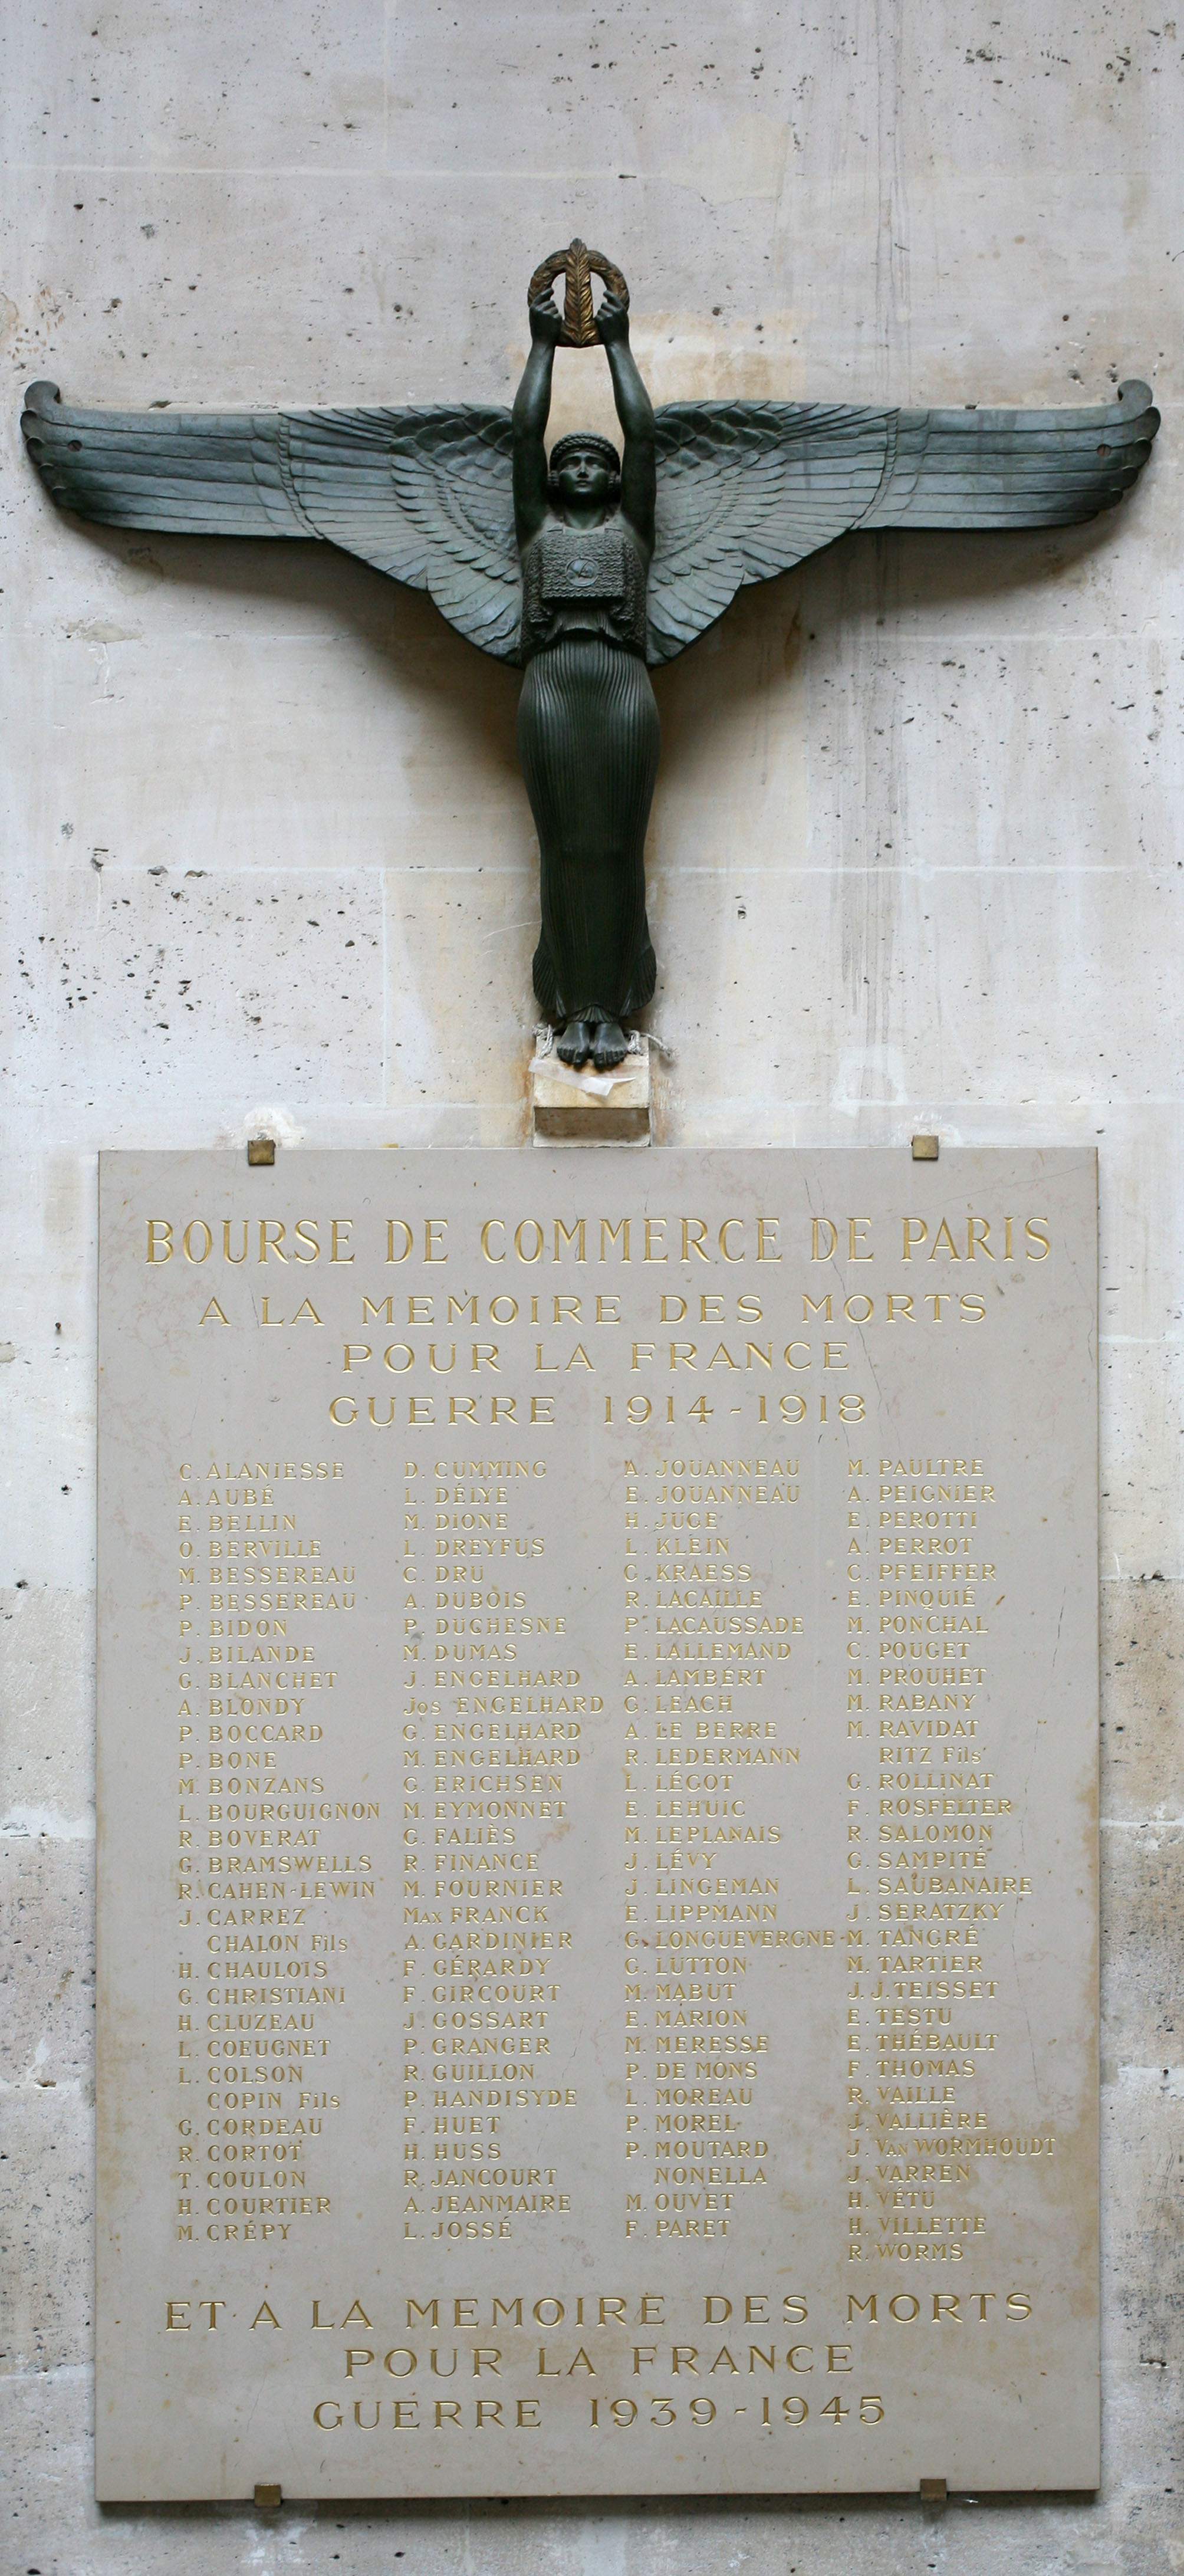 BOURSE DE COMMERCE DE PARIS
A LA MEMOIRE DES MORTS
POUR LA FRANCE
GUERRE 1914-1918
C. ALANIESSE
A. AUBÉ
E. BELLIN
O. BERVILLE
M. BESSEREAU
P. BESSEREAU
P. BIDON
J. BILANDE
G. BLANCHET
A. BLONDY
P. BOCCARD
P. BONE
M. BONZANS
L. BOURGUIGNON
R. BOVERAT
G. BRAMSWELLS
R. CAHEN-LEWIN
J. CARREZ
CHALON Fils
H. CHAULOIS
G. CHRISTIANI
H. CLUZEAU
L. COEUGNET
L. COLSON
COPIN Fils
G. CORDEAU
R. CORTOT
T. COULON
H. COURTIER
M. CRÉPY
D. CUMMING
L. DÉLYE
M. DIONE
L. DREYFUS
C. DRU
A. DUBOIS
P. DUCHESNE
M. DUMAS
J. ENGELHARD
Jos ENGELHARD
G. ENGELHARD
M. ENGELHARD
G. ERICHSEN
M. EYMONNET
G. FALIÈS
R. FINANCE
M. FOURNIER
Max FRANCK
A. GARDINIER
F. GÉRARDY
F. GIRCOURT
J. GOSSART
P. GRANGER
R. GUILLON
P. HANDISYDE
F. HUET
H. HUSS
R. JANCOURT
A. JEANMAIRE
L. JOSSÉ
A. JOUANNEAU
E. JOUANNEAU
H. JUGE
L. KLEIN
G. KRAESS
R. LACAILLE
P. LACAUSSADE
E. LALLEMAND
A. LAMBERT
G. LEACH
A. LE BERRE
R. LEDERMANN
L. LÉGOT
E. LEHUIC
M. LEPLANAIS
J. LÉVY
J. LINGEMAN
E. LIPPMANN
G. LONGUEVERGNE
G. LUTTON
M. MABUT
E. MARION
M. MERESSE
P. DE MONS
L. MOREAU
P. MOREL
P. MOUTARD
NONELLA
M. OUVET
F. PARET
M. PAULTRE
A. PEIGNIER
E. PEROTTI
A. PERROT
C. PFEIFFER
E. PINQUIÉ
M. PONCHAL
C. POUGET
M. PROUHET
M. RABANY
M. RAVIDAT
RITZ Fils
G. ROLLINAT
F. ROSFELTER
R. SALOMON
G. SAMPITÉ
L. SAUBANAIRE
J. SERATZKY
M. TANGRÉ
M. TARTIER
J. J. TEISSET
E. TESTU
E. THÉBAULT
F. THOMAS
R. VAILLE
J. VALLIÈRE
J. Van WORMHOUDT
J. VARREN
H. VÉTU
H. VILLETTE
R. WORMS
ET A LA MEMOIRE DES MORTS
POUR LA FRANCE
GUERRE 1939-1945